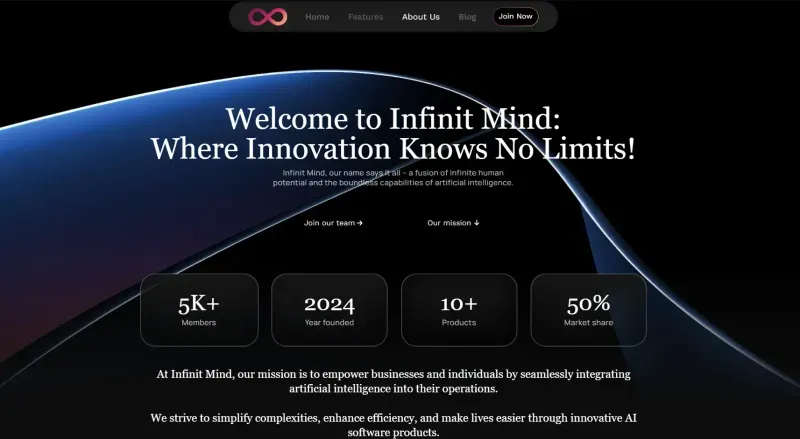 Home Features About Us Blog Join Now
Welcome to Infinit Mind:
Where Innovation Knows No Limits!
Infinit Mind, our name says it all – a fusion of infinite human
potential and the boundless capabilities of artificial intelligence.
Join our team → Our mission ↓
5K+ 2024 10+ 50%
Members Year founded Products Market share
At Infinit Mind, our mission is to empower businesses and individuals by seamlessly integrating
artificial intelligence into their operations.
We strive to simplify complexities, enhance efficiency, and make lives easier through innovative AI
software products.